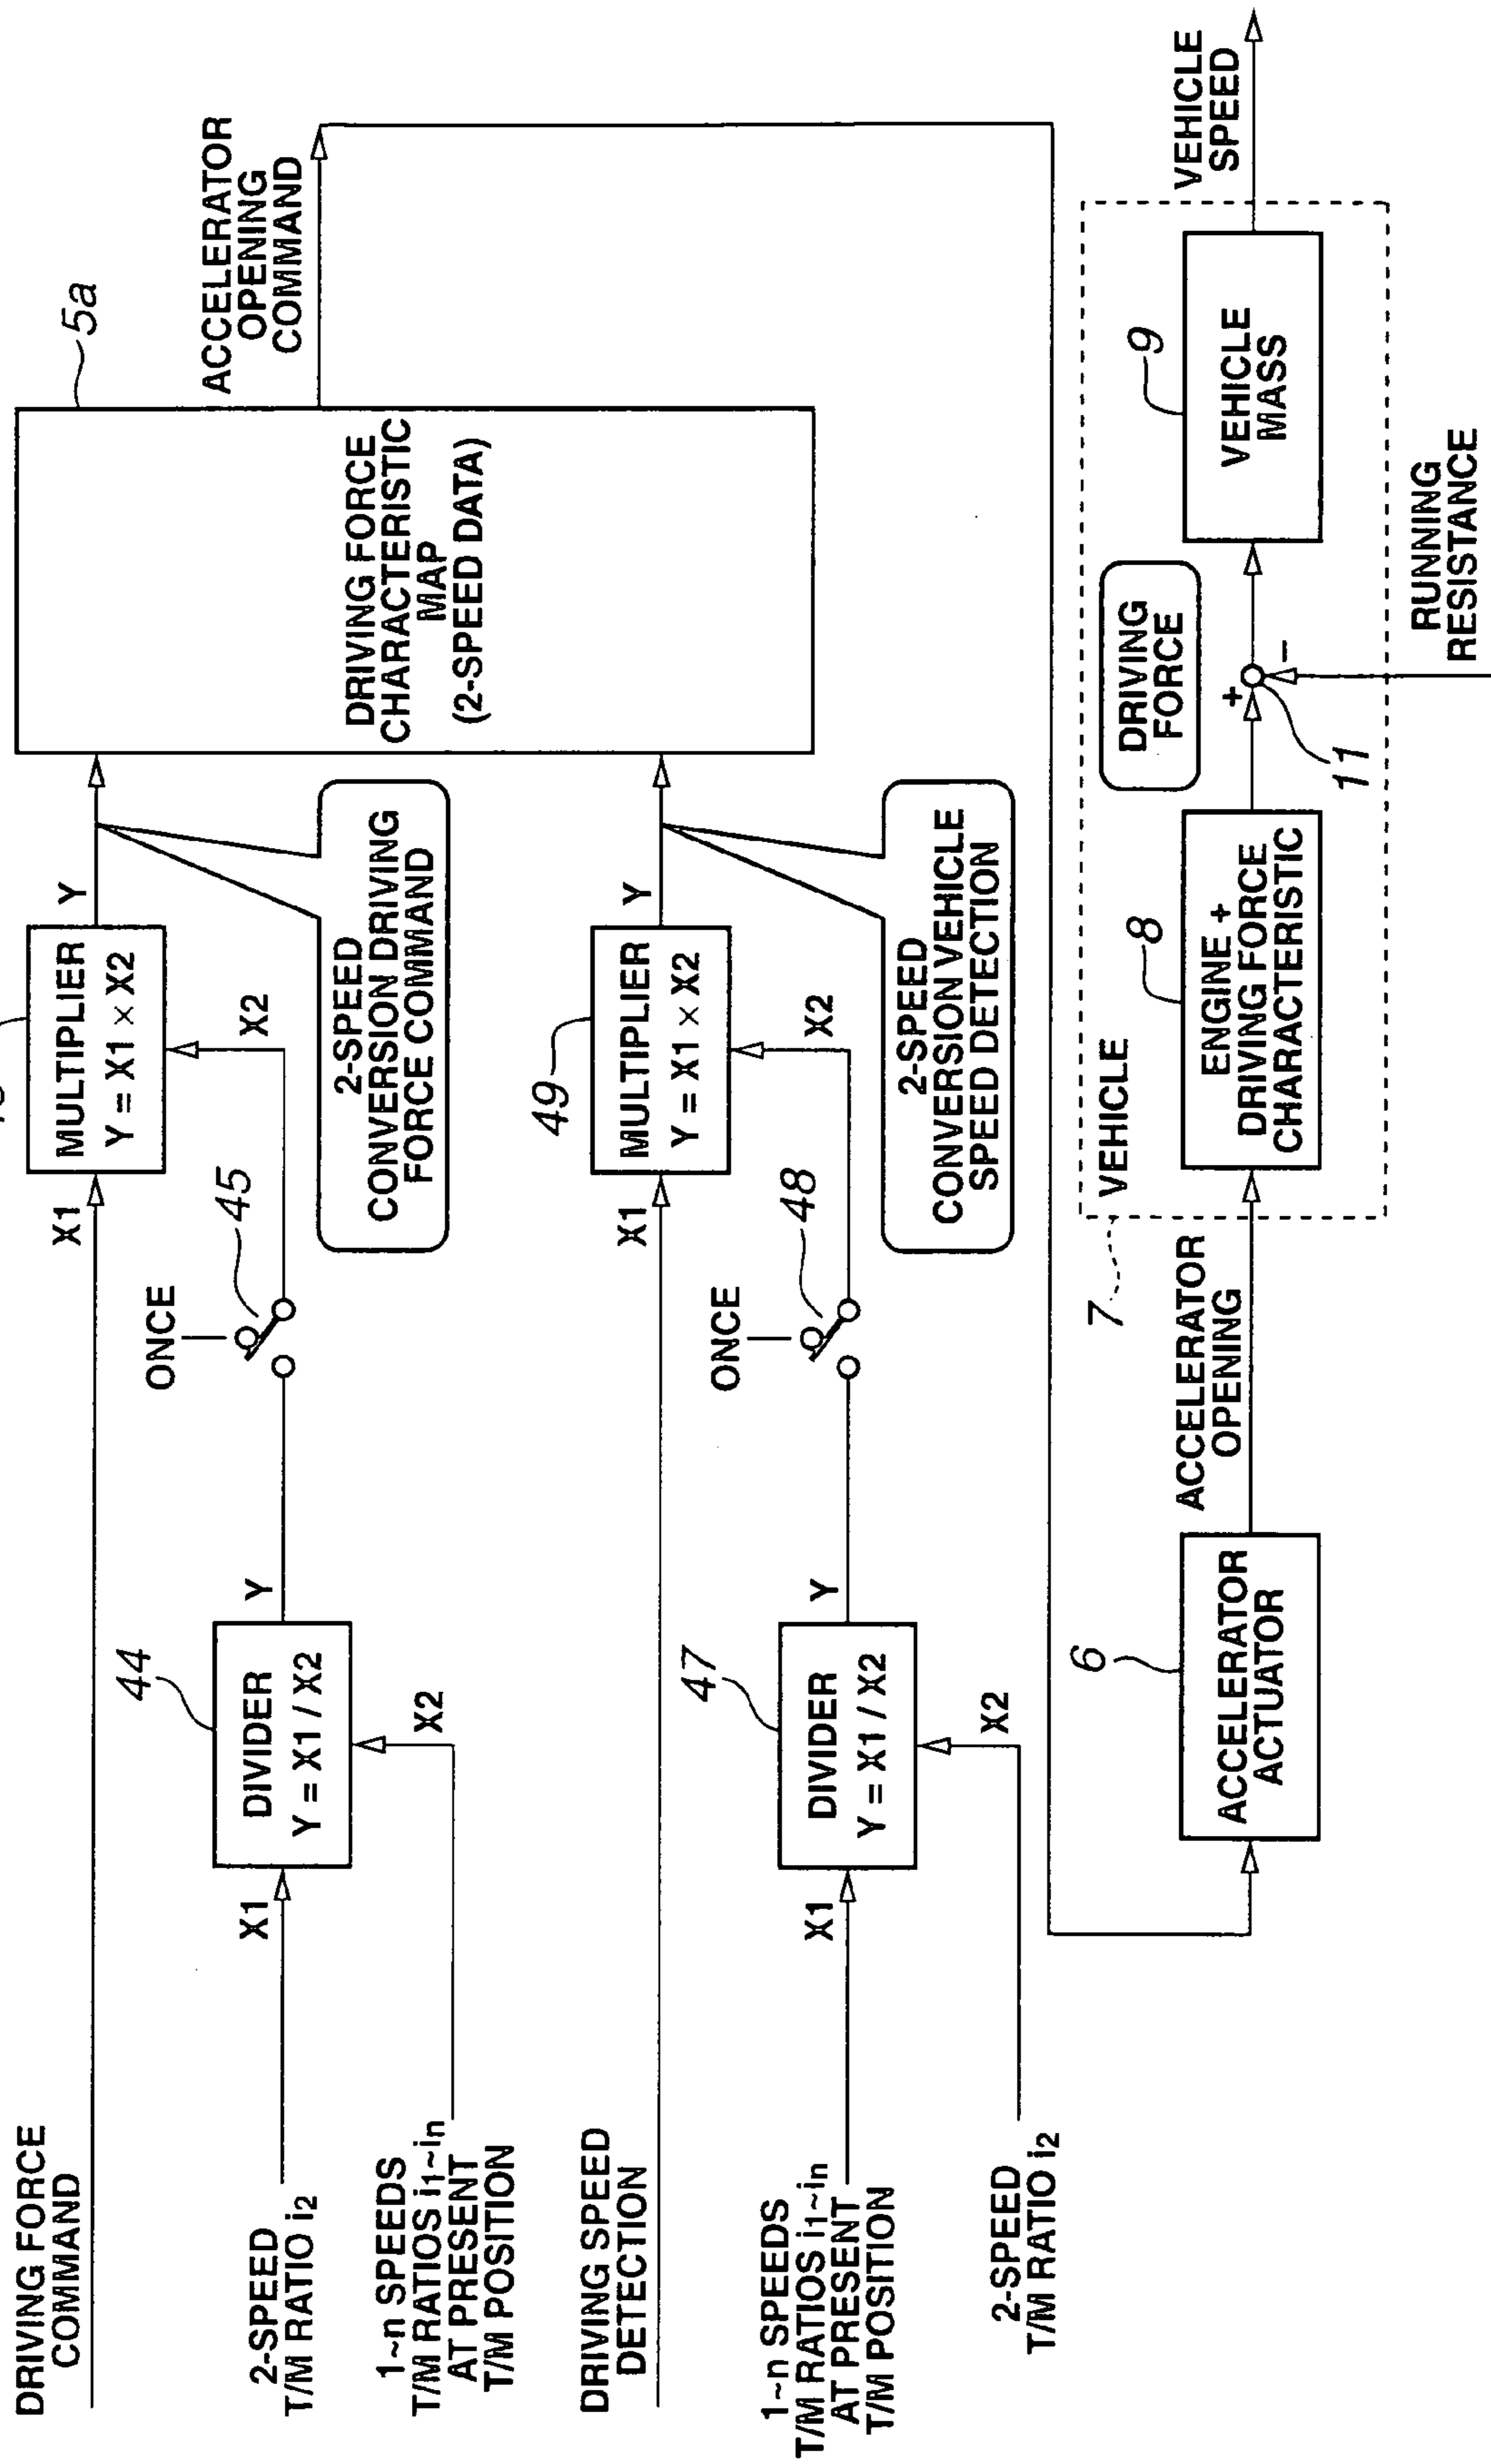 DRIVING FORCE
COMMAND
X1
MULTIPLIER
Y = X1 × X2
Y
X2
2-SPEED
CONVERSION DRIVING
FORCE COMMAND
ONCE
45
44
DIVIDER
Y = X1 / X2
Y
X1
X2
2-SPEED
T/M RATIO i2
1~n SPEEDS
T/M RATIOS i1~in
AT PRESENT
T/M POSITION
5a
DRIVING FORCE
CHARACTERISTIC
MAP
(2-SPEED DATA)
ACCELERATOR
OPENING
COMMAND
DRIVING SPEED
DETECTION
X1
49
MULTIPLIER
Y = X1 × X2
Y
X2
2-SPEED
CONVERSION VEHICLE
SPEED DETECTION
ONCE
48
47
DIVIDER
Y = X1 / X2
Y
X1
X2
1~n SPEEDS
T/M RATIOS i1~in
AT PRESENT
T/M POSITION
2-SPEED
T/M RATIO i2
6
ACCELERATOR
ACTUATOR
ACCELERATOR
OPENING
7
VEHICLE
8
ENGINE +
DRIVING FORCE
CHARACTERISTIC
DRIVING
FORCE
+
−
11
9
VEHICLE
MASS
VEHICLE
SPEED
RUNNING
RESISTANCE